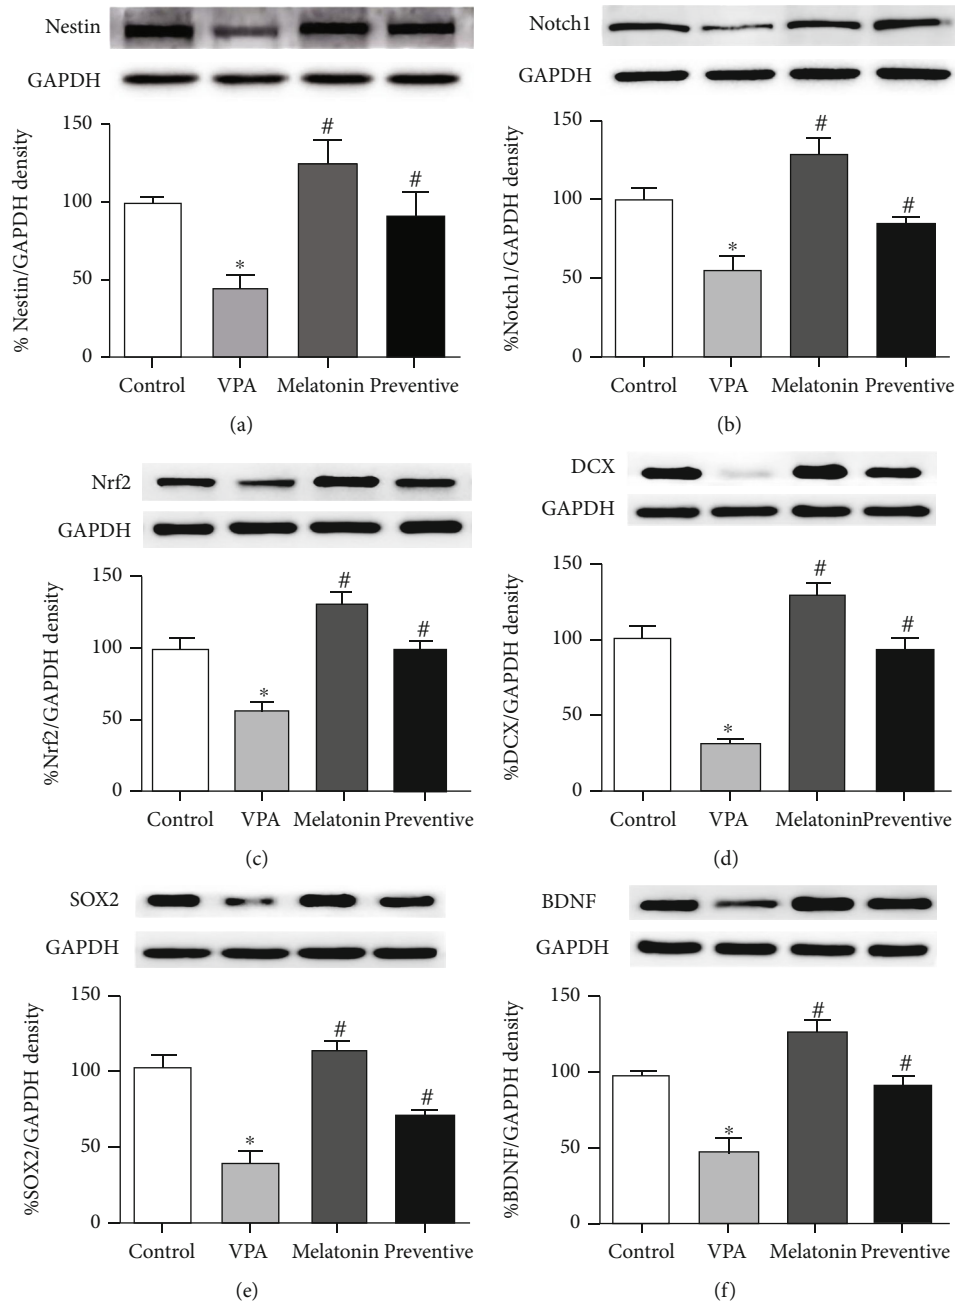 Nestin
GAPDH
% Nestin/GAPDH density
150
100
50
0
#
#
*
Control VPA Melatonin Preventive
(a)
Notch1
GAPDH
%Notch1/GAPDH density
150
100
50
0
#
#
*
Control VPA Melatonin Preventive
(b)
Nrf2
GAPDH
%Nrf2/GAPDH density
150
100
50
0
#
#
*
Control VPA Melatonin Preventive
(c)
DCX
GAPDH
%DCX/GAPDH density
150
100
50
0
#
#
*
Control VPA MelatoninPreventive
(d)
SOX2
GAPDH
%SOX2/GAPDH density
150
100
50
0
#
#
*
Control VPA Melatonin Preventive
(e)
BDNF
GAPDH
%BDNF/GAPDH density
150
100
50
0
#
#
*
Control VPA Melatonin Preventive
(f)